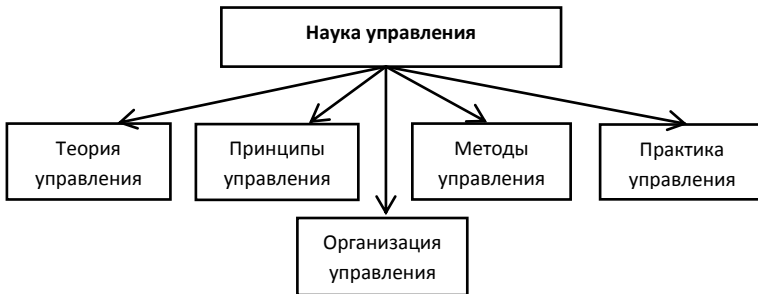 Наука управления
Теория
управления
Принципы
управления
Методы
управления
Практика
управления
Организация
управления